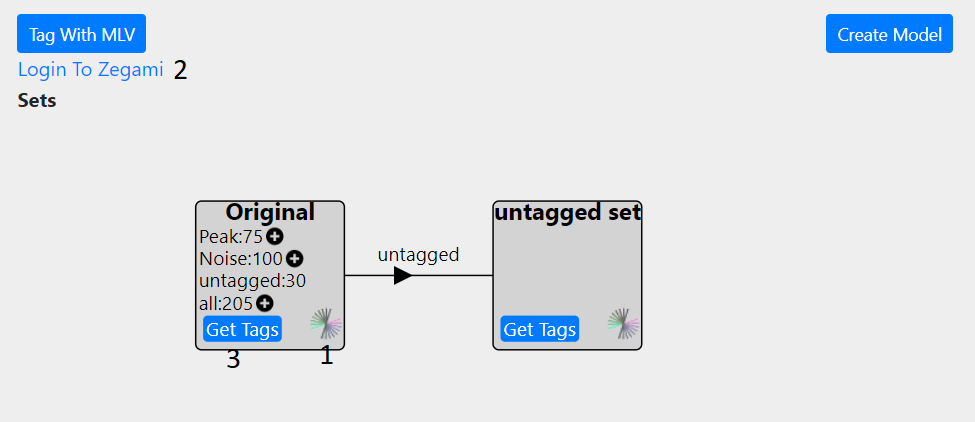 Tag With MLV
Create Model
Login To Zegami 2
Sets
Original
Peak:75
Noise:100
untagged:30
all:205
Get Tags
3
1
untagged
untagged set
Get Tags